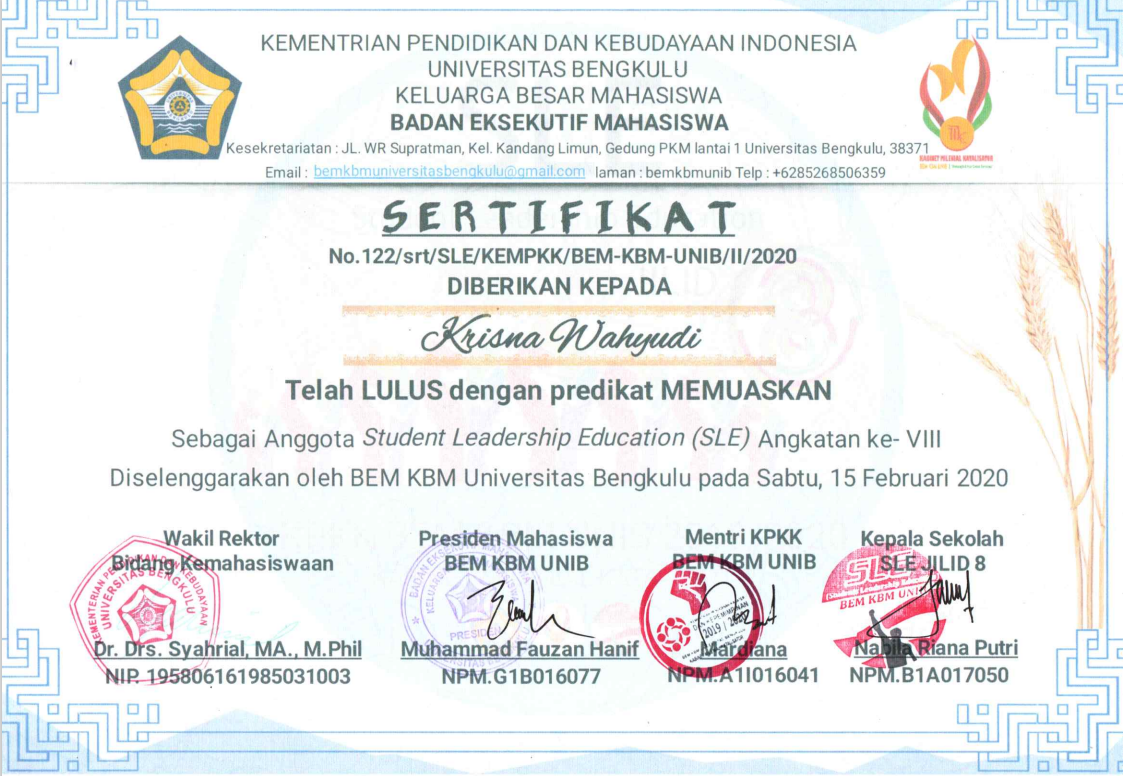 KEMENTRIAN PENDIDIKAN DAN KEBUDAYAAN INDONESIA
UNIVERSITAS BENGKULU
KELUARGA BESAR MAHASISWA
BADAN EKSEKUTIF MAHASISWA
Kesekretariatan : JL. WR Supratman, Kel. Kandang Limun, Gedung PKM lantai 1 Universitas Bengkulu, 38371
Email : bemkbmuniversitasbengkulu@gmail.com laman : bemkbmunib Telp : +6285268506359
SERTIFIKAT
No.122/srt/SLE/KEMPKK/BEM-KBM-UNIB/II/2020
DIBERIKAN KEPADA
Krisna Wahyudi
Telah LULUS dengan predikat MEMUASKAN
Sebagai Anggota Student Leadership Education (SLE) Angkatan ke- VIII
Diselenggarakan oleh BEM KBM Universitas Bengkulu pada Sabtu, 15 Februari 2020
Wakil Rektor
Bidang Kemahasiswaan
KEMENTERIAN PENDIDIKAN DAN KEBUDAYAAN
UNIVERSITAS BENGKULU
Dr. Drs. Syahrial, MA., M.Phil
NIP. 195806161985031003
Presiden Mahasiswa
BEM KBM UNIB
PRESIDEN
Muhammad Fauzan Hanif
NPM.G1B016077
Mentri KPKK
BEM KBM UNIB
Mardiana
NPM.A1I016041
Kepala Sekolah
SLE JILID 8
SLE
BEM KBM UNIB
Nabila Riana Putri
NPM.B1A017050